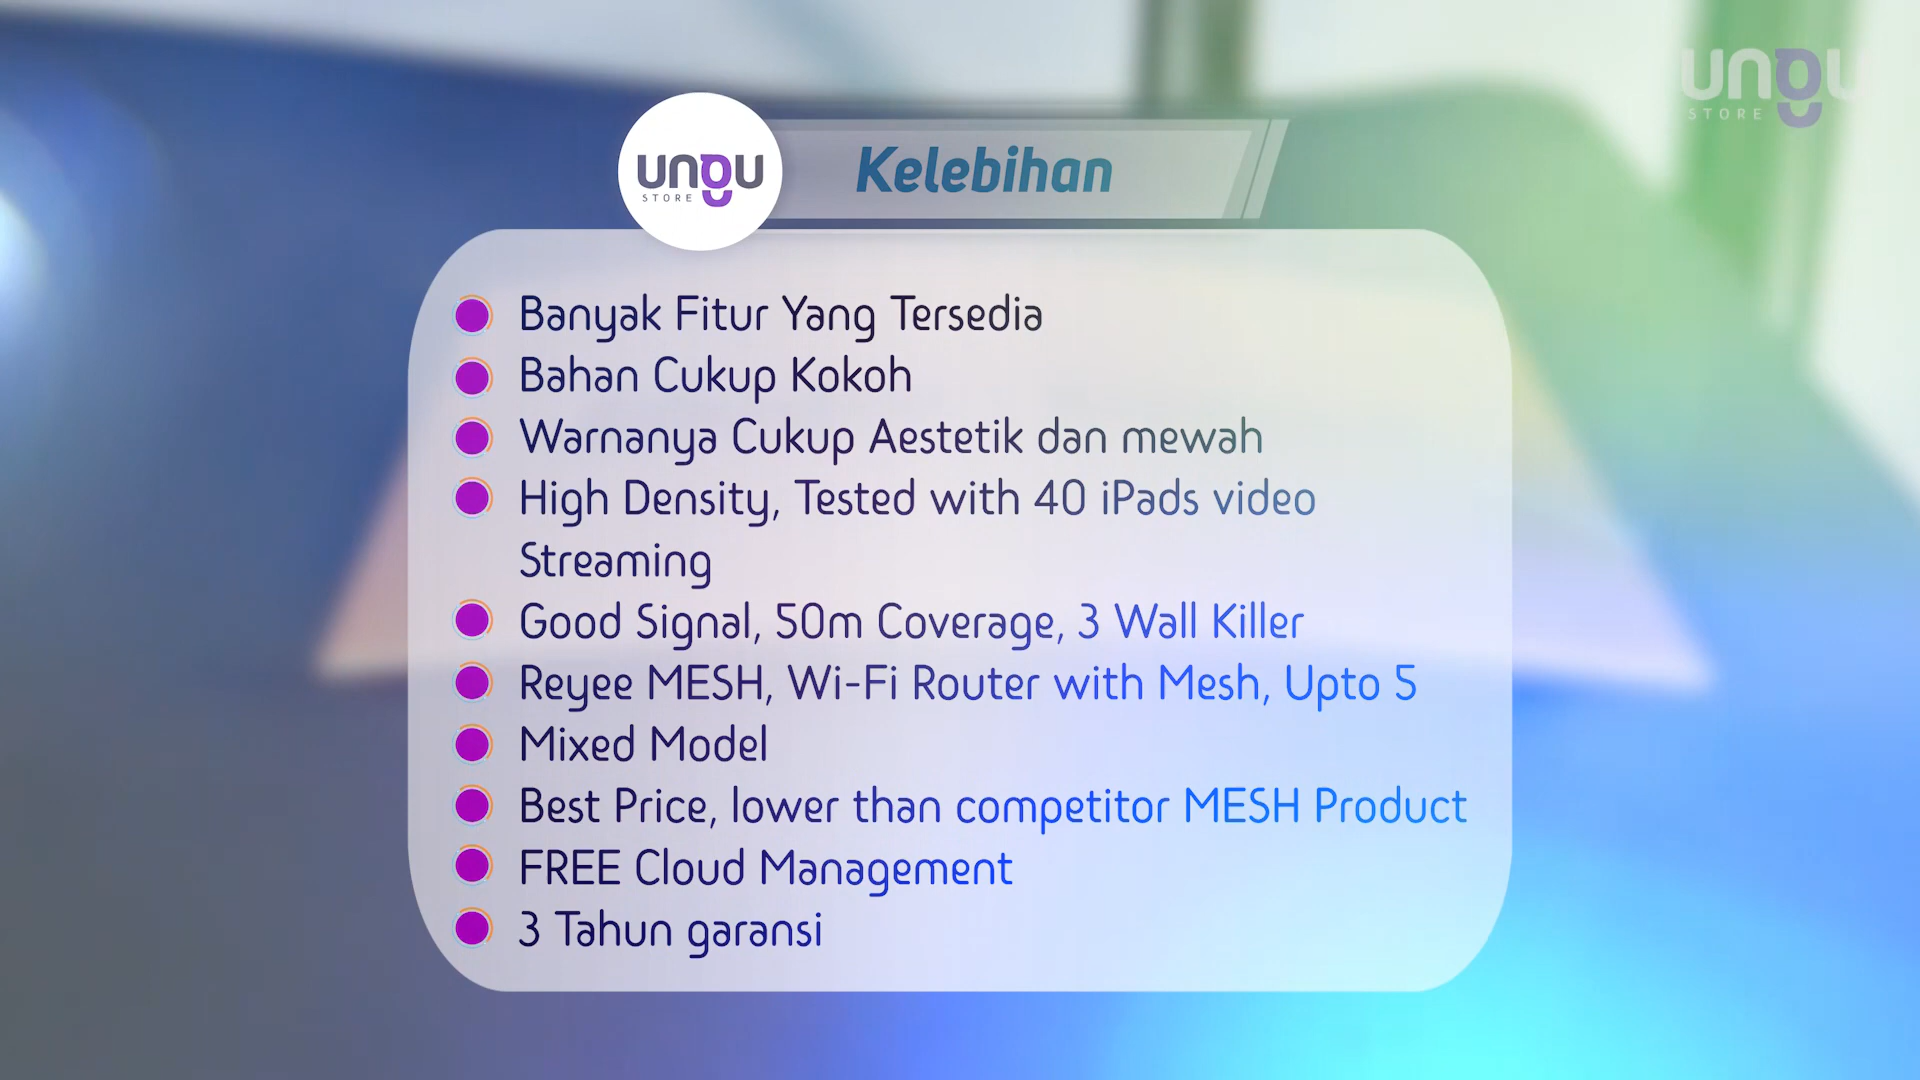 ungu
STORE
ungu
STORE
Kelebihan
Banyak Fitur Yang Tersedia
Bahan Cukup Kokoh
Warnanya Cukup Aestetik dan mewah
High Density, Tested with 40 iPads video
Streaming
Good Signal, 50m Coverage, 3 Wall Killer
Reyee MESH, Wi-Fi Router with Mesh, Upto 5
Mixed Model
Best Price, lower than competitor MESH Product
FREE Cloud Management
3 Tahun garansi